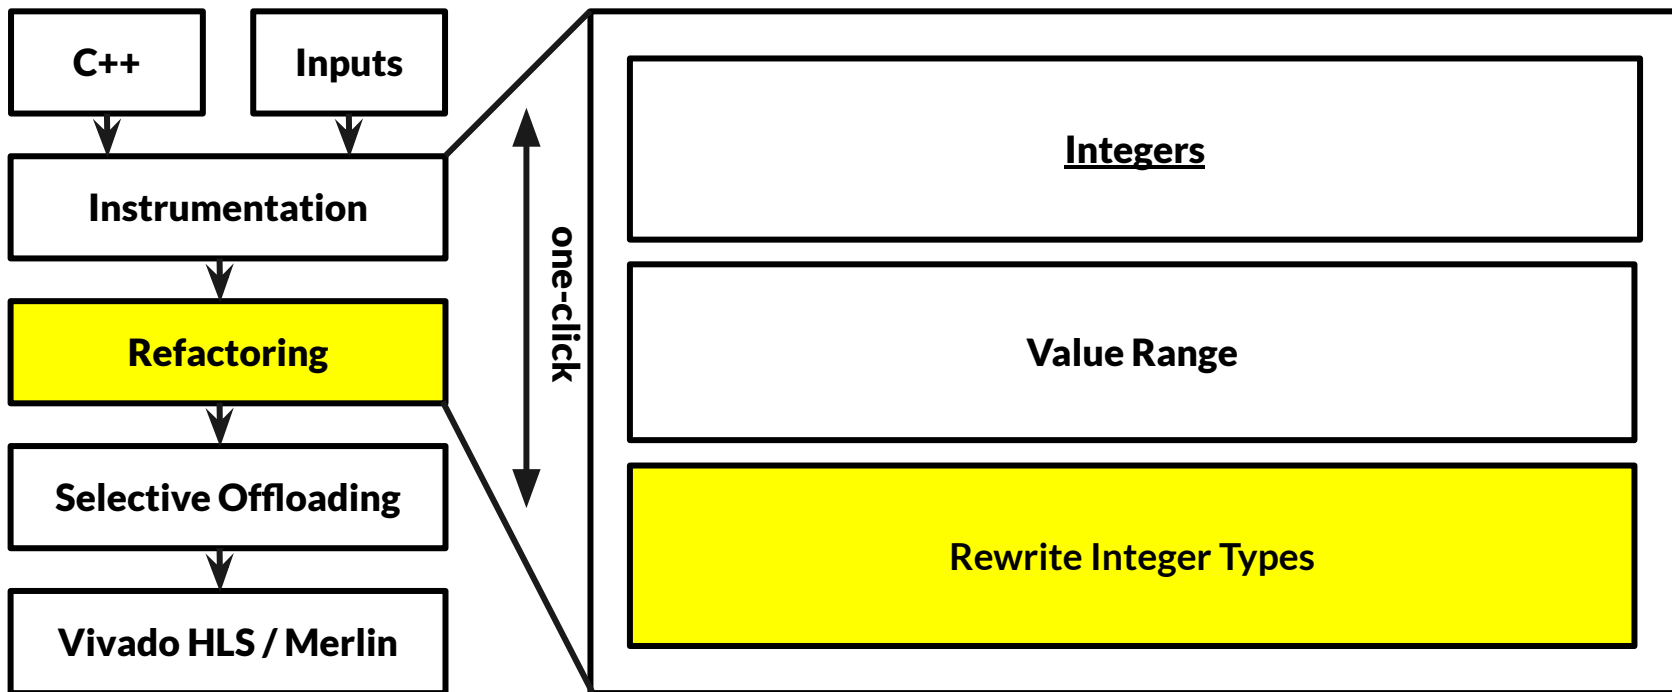 C++
Inputs
Instrumentation
Refactoring
Selective Offloading
Vivado HLS / Merlin
one-click
Integers
Value Range
Rewrite Integer Types